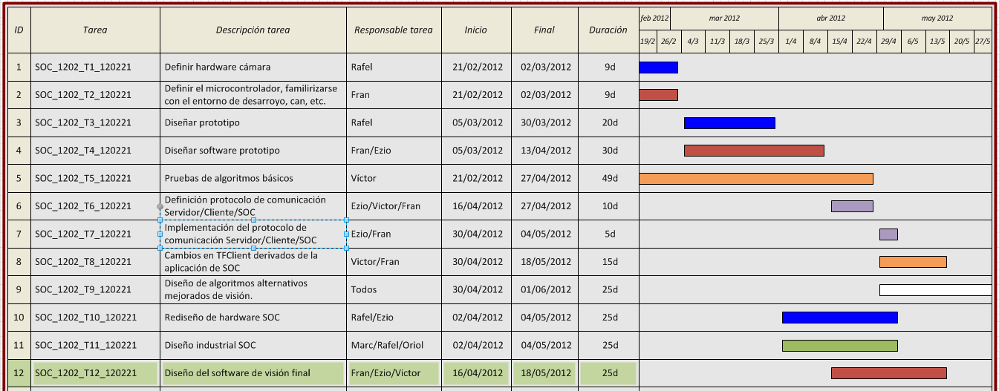 ID Tarea Descripción tarea Responsable tarea Inicio Final Duración feb 2012 mar 2012 abr 2012 may 2012
19/2 26/2 4/3 11/3 18/3 25/3 1/4 8/4 15/4 22/4 29/4 6/5 13/5 20/5 27/5
1 SOC_1202_T1_120221 Definir hardware cámara Rafel 21/02/2012 02/03/2012 9d
2 SOC_1202_T2_120221 Definir el microcontrolador, familirizarse
con el entorno de desarroyo, can, etc. Fran 21/02/2012 02/03/2012 9d
3 SOC_1202_T3_120221 Diseñar prototipo Rafel 05/03/2012 30/03/2012 20d
4 SOC_1202_T4_120221 Diseñar software prototipo Fran/Ezio 05/03/2012 13/04/2012 30d
5 SOC_1202_T5_120221 Pruebas de algoritmos básicos Víctor 21/02/2012 27/04/2012 49d
6 SOC_1202_T6_120221 Definición protocolo de comunicación
Servidor/Cliente/SOC Ezio/Victor/Fran 16/04/2012 27/04/2012 10d
7 SOC_1202_T7_120221 Implementación del protocolo de
comunicación Servidor/Cliente/SOC Ezio/Fran 30/04/2012 04/05/2012 5d
8 SOC_1202_T8_120221 Cambios en TFClient derivados de la
aplicación de SOC Victor/Fran 30/04/2012 18/05/2012 15d
9 SOC_1202_T9_120221 Diseño de algoritmos alternativos
mejorados de visión. Todos 30/04/2012 01/06/2012 25d
10 SOC_1202_T10_120221 Rediseño de hardware SOC Rafel/Ezio 02/04/2012 04/05/2012 25d
11 SOC_1202_T11_120221 Diseño industrial SOC Marc/Rafel/Oriol 02/04/2012 04/05/2012 25d
12 SOC_1202_T12_120221 Diseño del software de visión final Fran/Ezio/Victor 16/04/2012 18/05/2012 25d